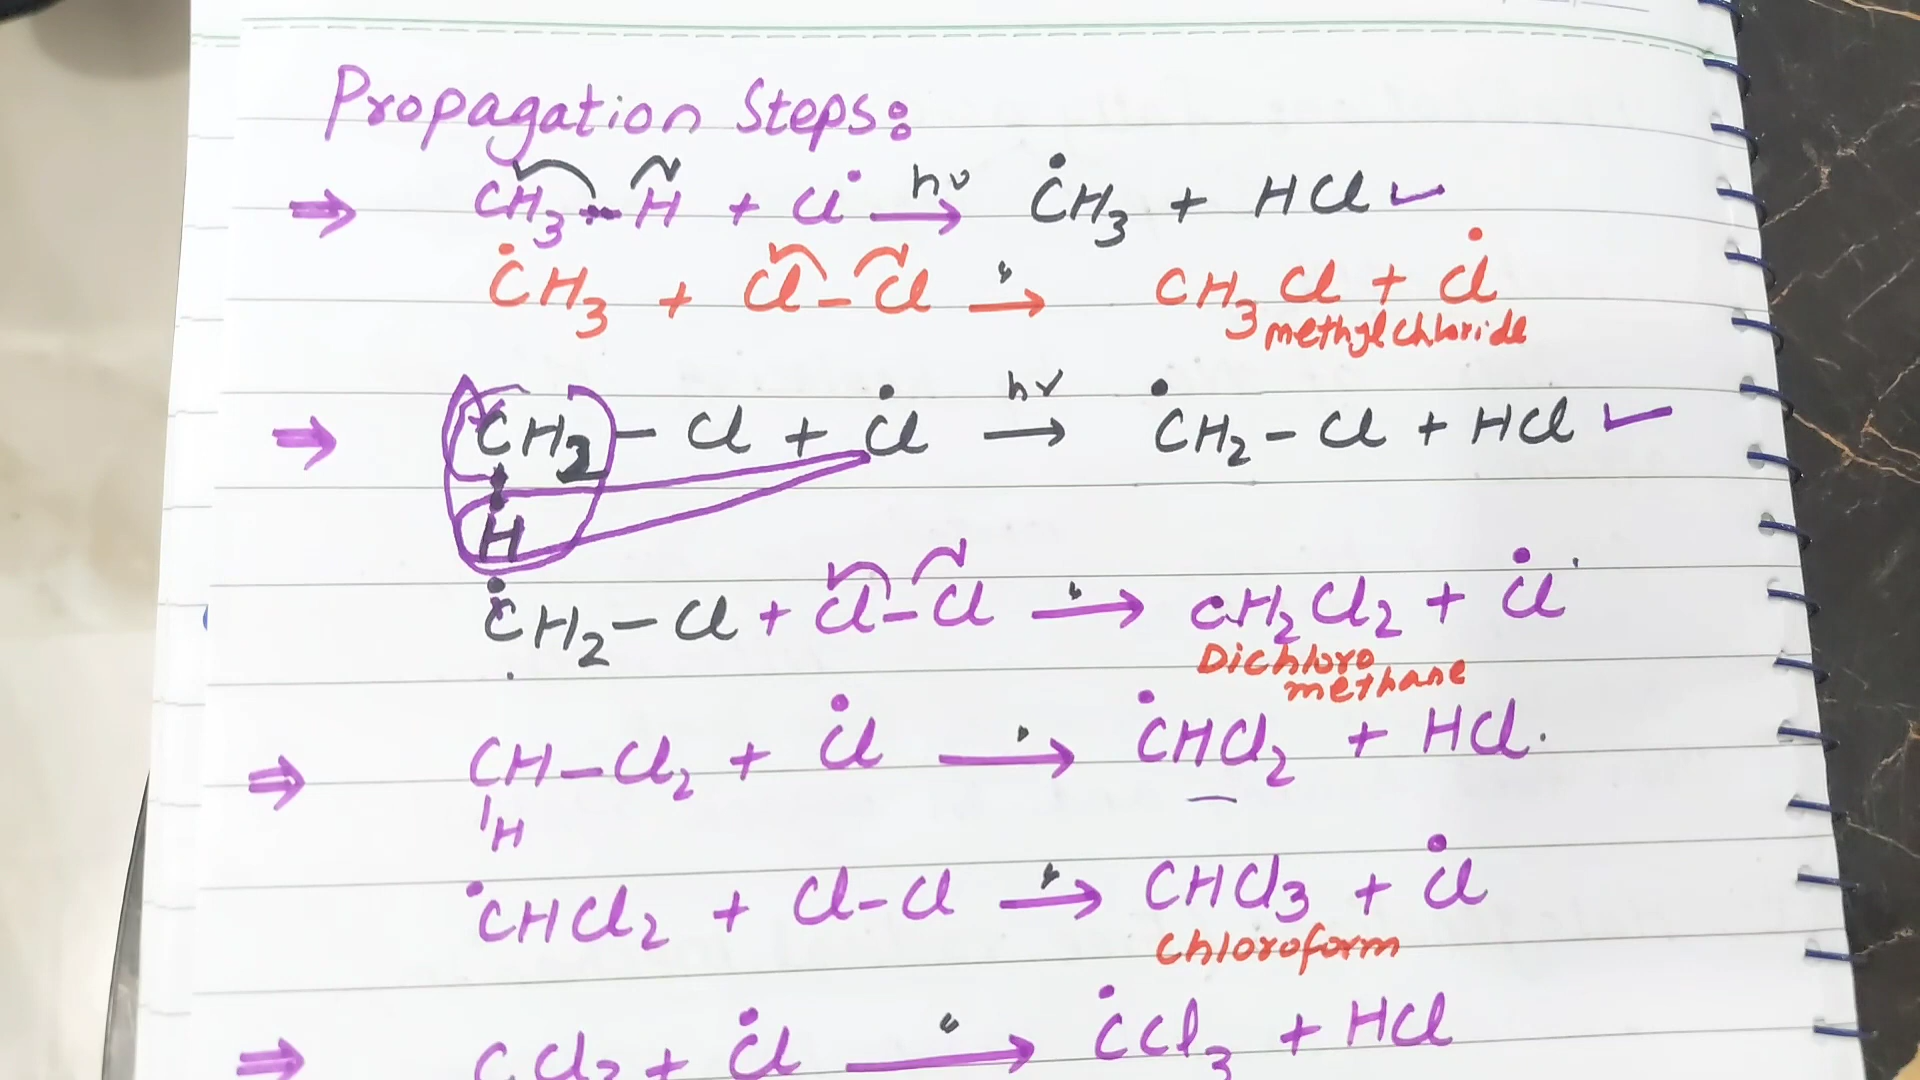 Propagation Steps:
⇒ CH₃–H + Cl• —hν→ •CH₃ + HCl ✓
•CH₃ + Cl–Cl —〃→ CH₃Cl + Cl•
methyl chloride
⇒ CH₂–Cl + Cl• —hν→ •CH₂–Cl + HCl ✓
H
•CH₂–Cl + Cl–Cl —〃→ CH₂Cl₂ + Cl•
Dichloro
methane
⇒ CH–Cl₂ + Cl• —〃→ •CHCl₂ + HCl.
H
•CHCl₂ + Cl–Cl —〃→ CHCl₃ + Cl•
Chloroform
⇒ CCl₃ + Cl• —〃→ •CCl₃ + HCl